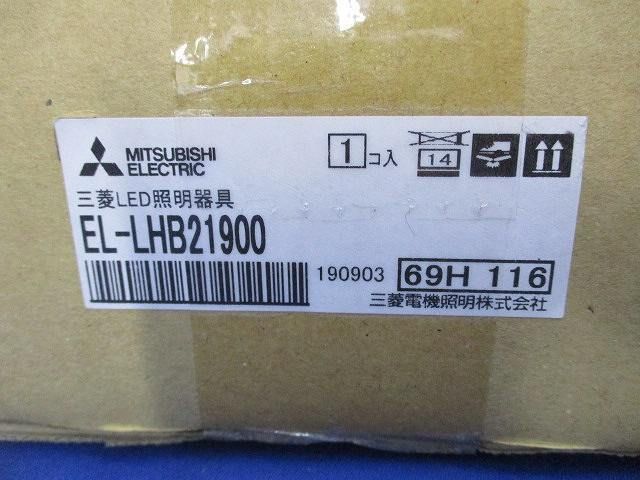 MITSUBISHI
ELECTRIC
1コ入
14
三菱LED照明器具
EL-LHB21900
190903
69H 116
三菱電機照明株式会社